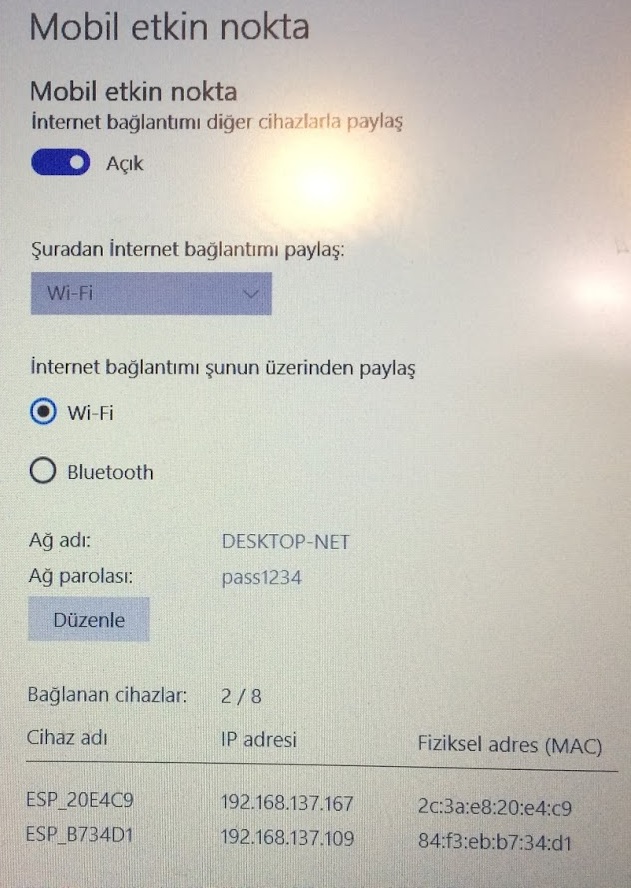 Mobil etkin nokta
Mobil etkin nokta
İnternet bağlantımı diğer cihazlarla paylaş
Açık
Şuradan İnternet bağlantımı paylaş:
Wi-Fi
İnternet bağlantımı şunun üzerinden paylaş
Wi-Fi
Bluetooth
Ağ adı: DESKTOP-NET
Ağ parolası: pass1234
Düzenle
Bağlanan cihazlar: 2 / 8
Cihaz adı IP adresi Fiziksel adres (MAC)
ESP_20E4C9 192.168.137.167 2c:3a:e8:20:e4:c9
ESP_B734D1 192.168.137.109 84:f3:eb:b7:34:d1